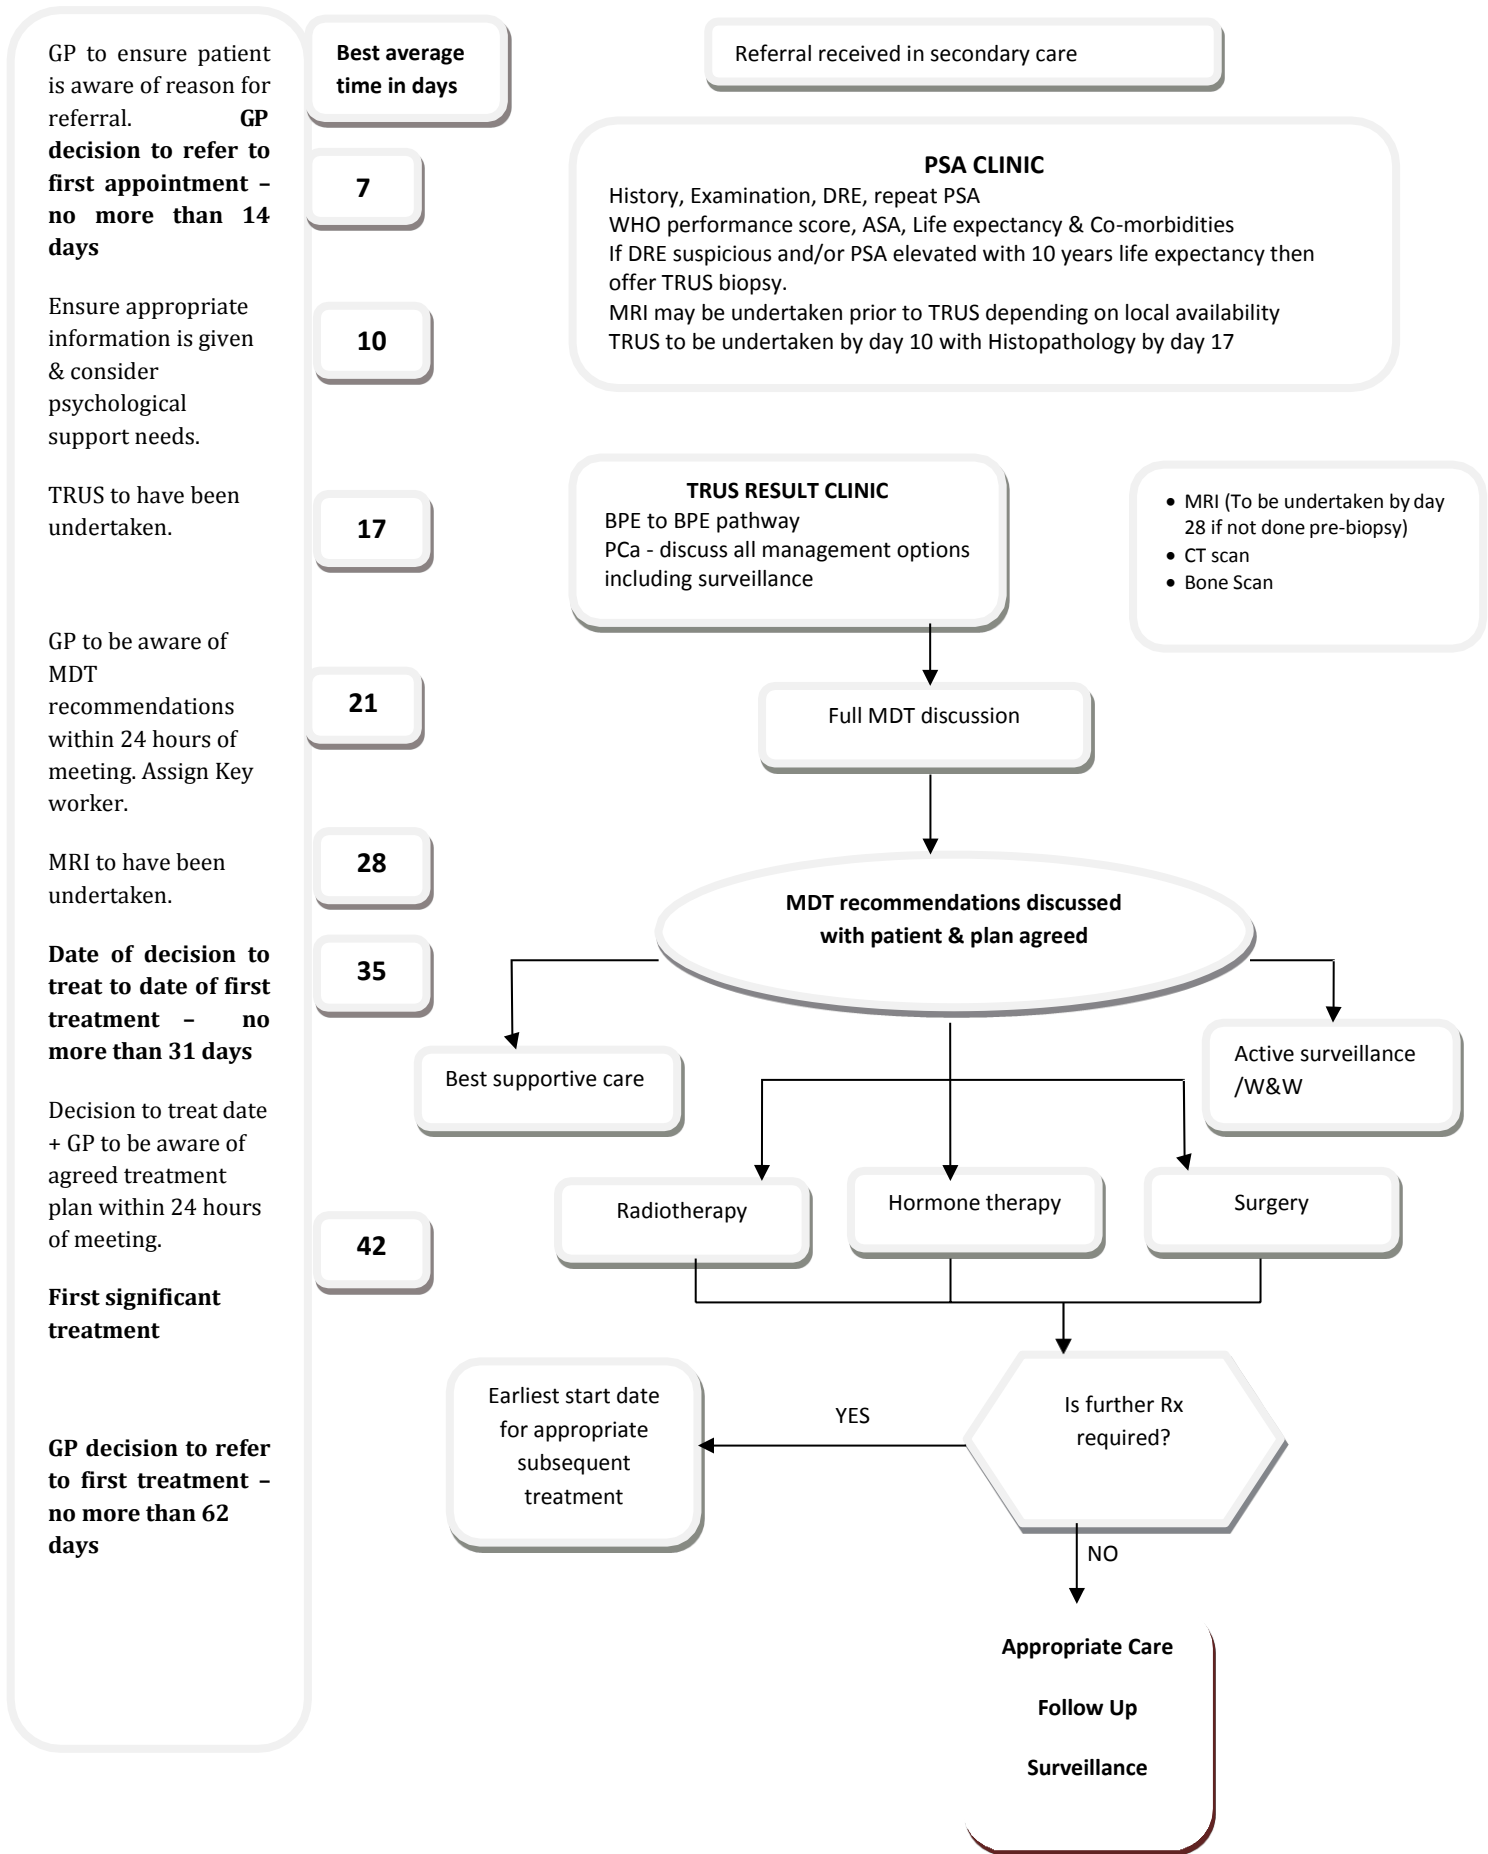 GP to ensure patient
is aware of reason for
referral. GP
decision to refer to
first appointment –
no more than 14
days
Ensure appropriate
information is given
& consider
psychological
support needs.
TRUS to have been
undertaken.
GP to be aware of
MDT
recommendations
within 24 hours of
meeting. Assign Key
worker.
MRI to have been
undertaken.
Date of decision to
treat to date of first
treatment – no
more than 31 days
Decision to treat date
+ GP to be aware of
agreed treatment
plan within 24 hours
of meeting.
First significant
treatment
GP decision to refer
to first treatment –
no more than 62
days
Best average
time in days
7
10
17
21
28
35
42
Referral received in secondary care
PSA CLINIC
History, Examination, DRE, repeat PSA
WHO performance score, ASA, Life expectancy & Co-morbidities
If DRE suspicious and/or PSA elevated with 10 years life expectancy then
offer TRUS biopsy.
MRI may be undertaken prior to TRUS depending on local availability
TRUS to be undertaken by day 10 with Histopathology by day 17
TRUS RESULT CLINIC
BPE to BPE pathway
PCa - discuss all management options
including surveillance
• MRI (To be undertaken by day
28 if not done pre-biopsy)
• CT scan
• Bone Scan
Full MDT discussion
MDT recommendations discussed
with patient & plan agreed
Best supportive care
Active surveillance
/W&W
Radiotherapy
Hormone therapy
Surgery
Is further Rx
required?
YES
Earliest start date
for appropriate
subsequent
treatment
NO
Appropriate Care
Follow Up
Surveillance